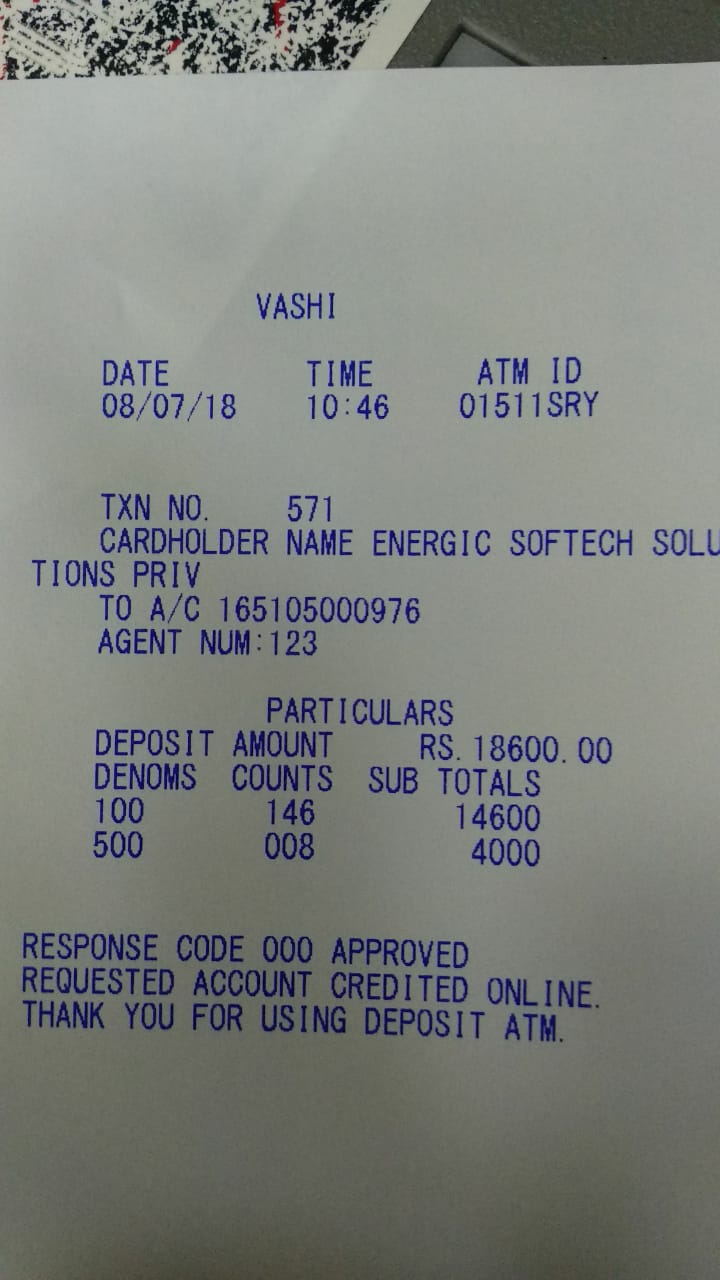 VASHI
DATE TIME ATM ID
08/07/18 10:46 01511SRY
TXN NO. 571
CARDHOLDER NAME ENERGIC SOFTECH SOLU
TIONS PRIV
TO A/C 165105000976
AGENT NUM:123
PARTICULARS
DEPOSIT AMOUNT RS.18600.00
DENOMS COUNTS SUB TOTALS
100 146 14600
500 008 4000
RESPONSE CODE 000 APPROVED
REQUESTED ACCOUNT CREDITED ONLINE.
THANK YOU FOR USING DEPOSIT ATM.